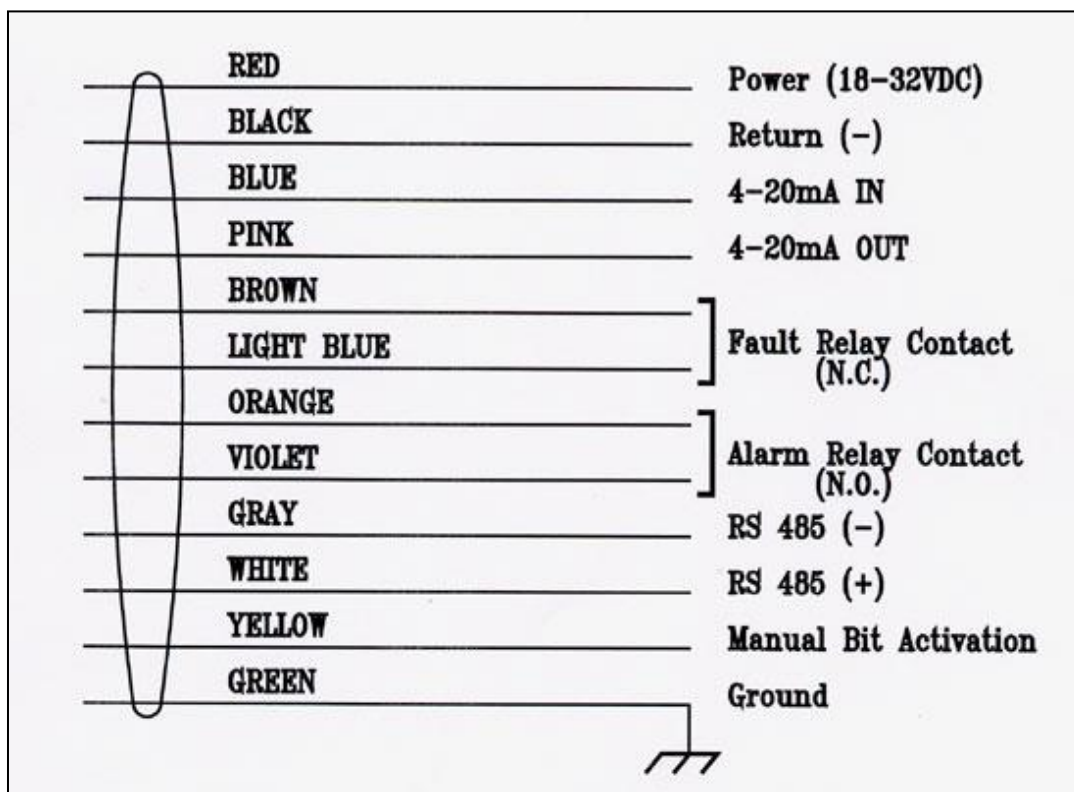 RED
Power (18-32VDC)
BLACK
Return (-)
BLUE
4-20mA IN
PINK
4-20mA OUT
BROWN
LIGHT BLUE
Fault Relay Contact
(N.C.)
ORANGE
VIOLET
Alarm Relay Contact
(N.O.)
GRAY
RS 485 (-)
WHITE
RS 485 (+)
YELLOW
Manual Bit Activation
GREEN
Ground